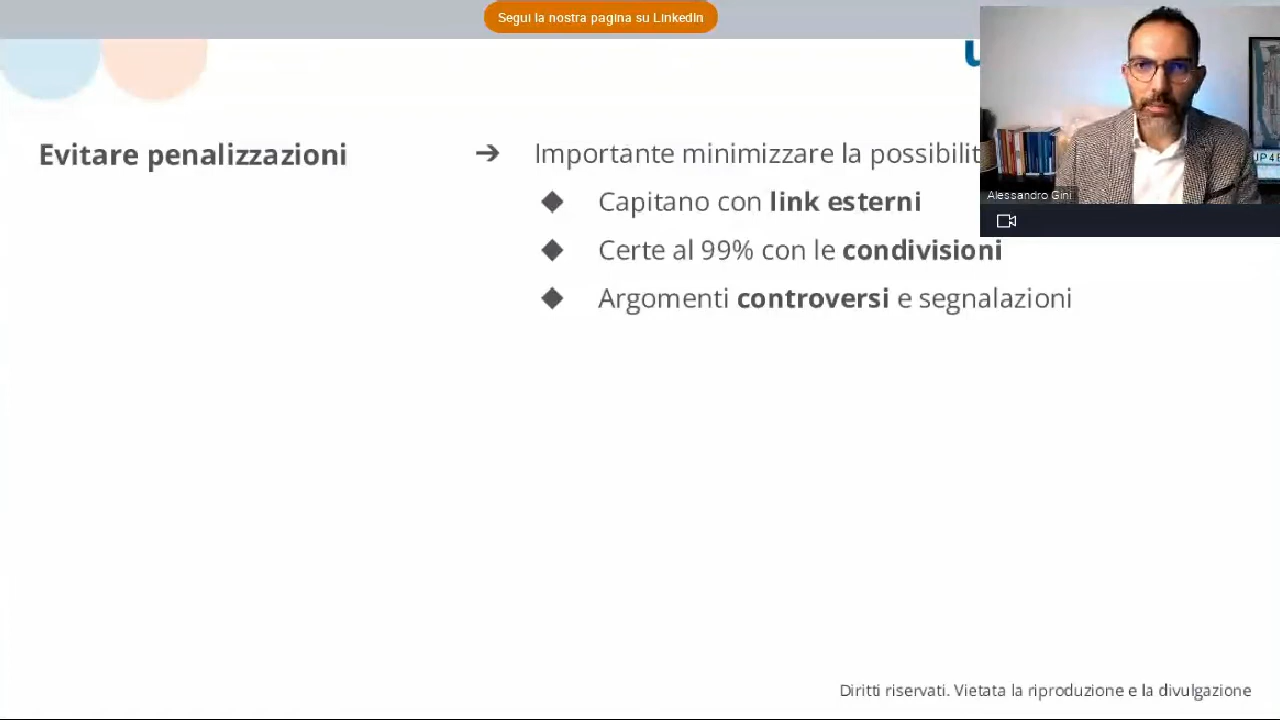 Segui la nostra pagina su LinkedIn
Evitare penalizzazioni
➔ Importante minimizzare la
◆ Capitano con link esterni
◆ Certe al 99% con le condivisioni
◆ Argomenti controversi e segnalazioni
Alessandro Gini
Diritti riservati. Vietata la riproduzione e la divulgazione